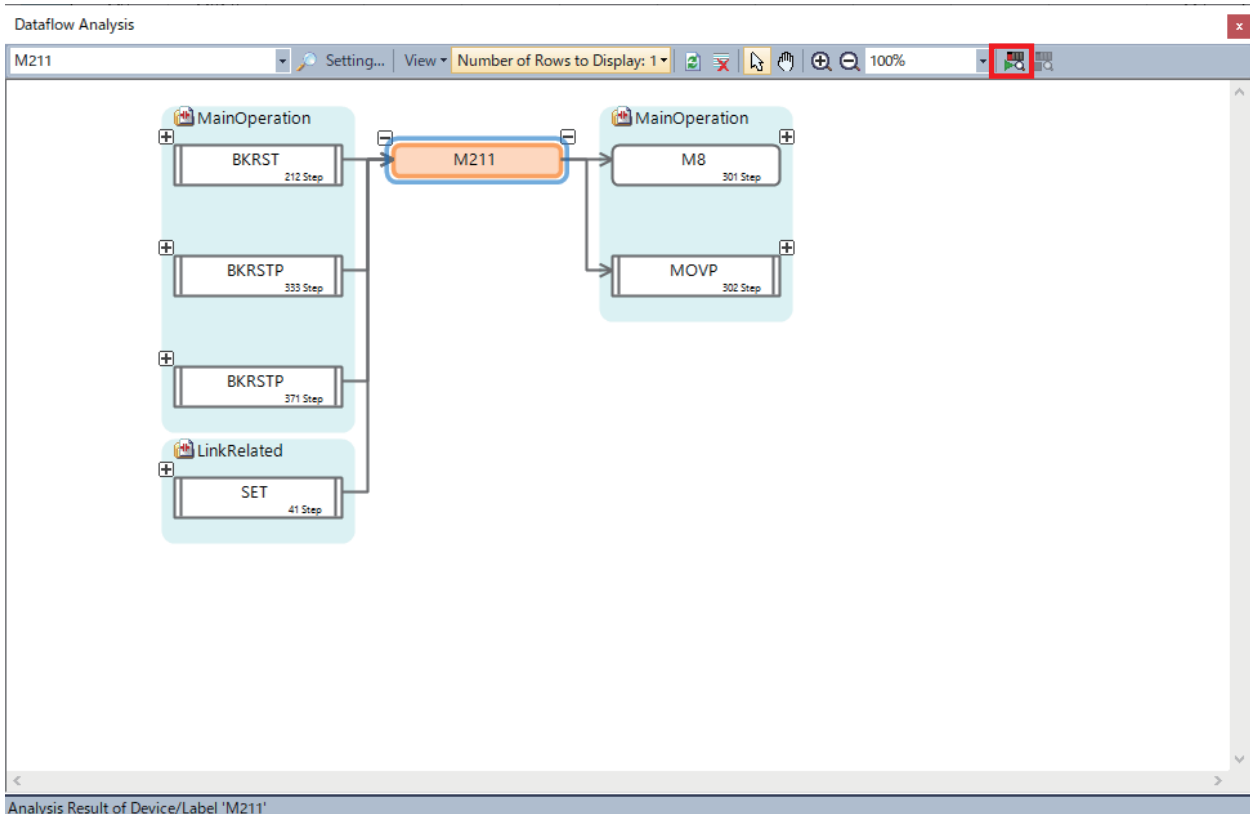 Dataflow Analysis
M211 Setting... View Number of Rows to Display: 1 100%
MainOperation
BKRST
212 Step
BKRSTP
333 Step
BKRSTP
371 Step
LinkRelated
SET
41 Step
M211
MainOperation
M8
301 Step
MOVP
302 Step
Analysis Result of Device/Label 'M211'